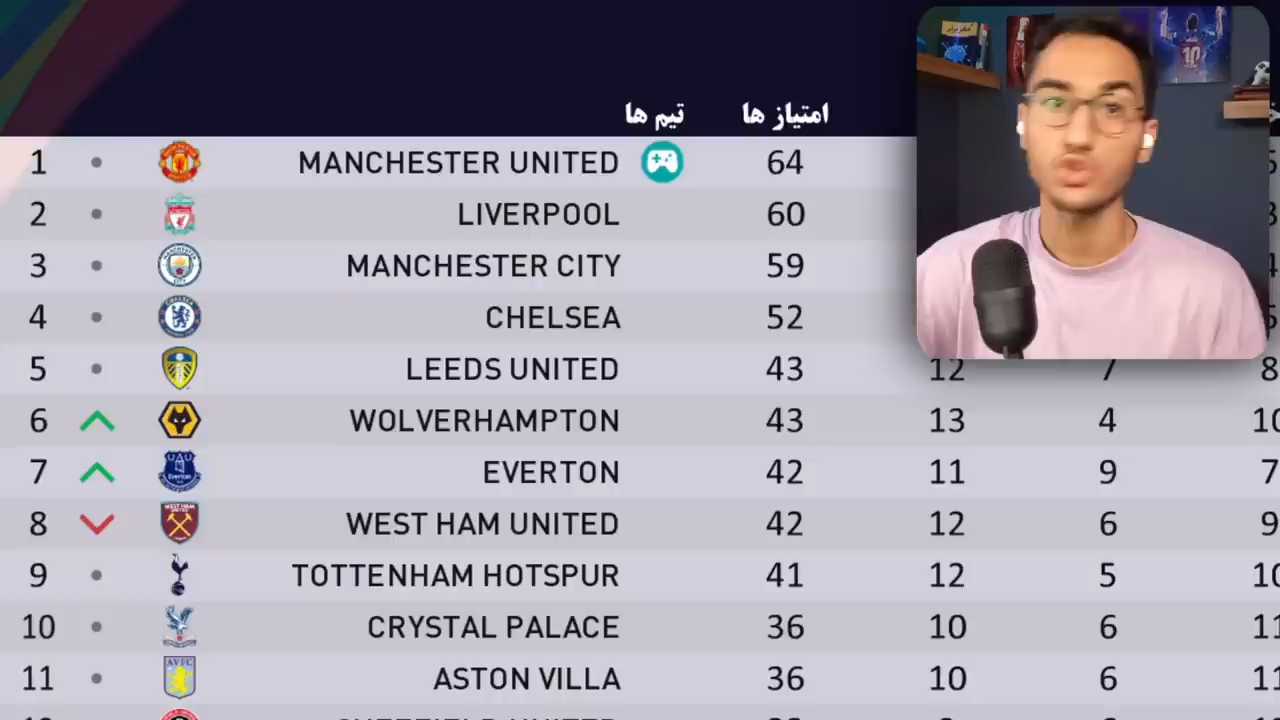 تیم ها امتیاز ها
1 MANCHESTER UNITED 64
2 LIVERPOOL 60
3 MANCHESTER CITY 59
4 CHELSEA 52
5 LEEDS UNITED 43 12 7 8
6 WOLVERHAMPTON 43 13 4 10
7 EVERTON 42 11 9 7
8 WEST HAM UNITED 42 12 6 9
9 TOTTENHAM HOTSPUR 41 12 5 10
10 CRYSTAL PALACE 36 10 6 11
11 ASTON VILLA 36 10 6 11